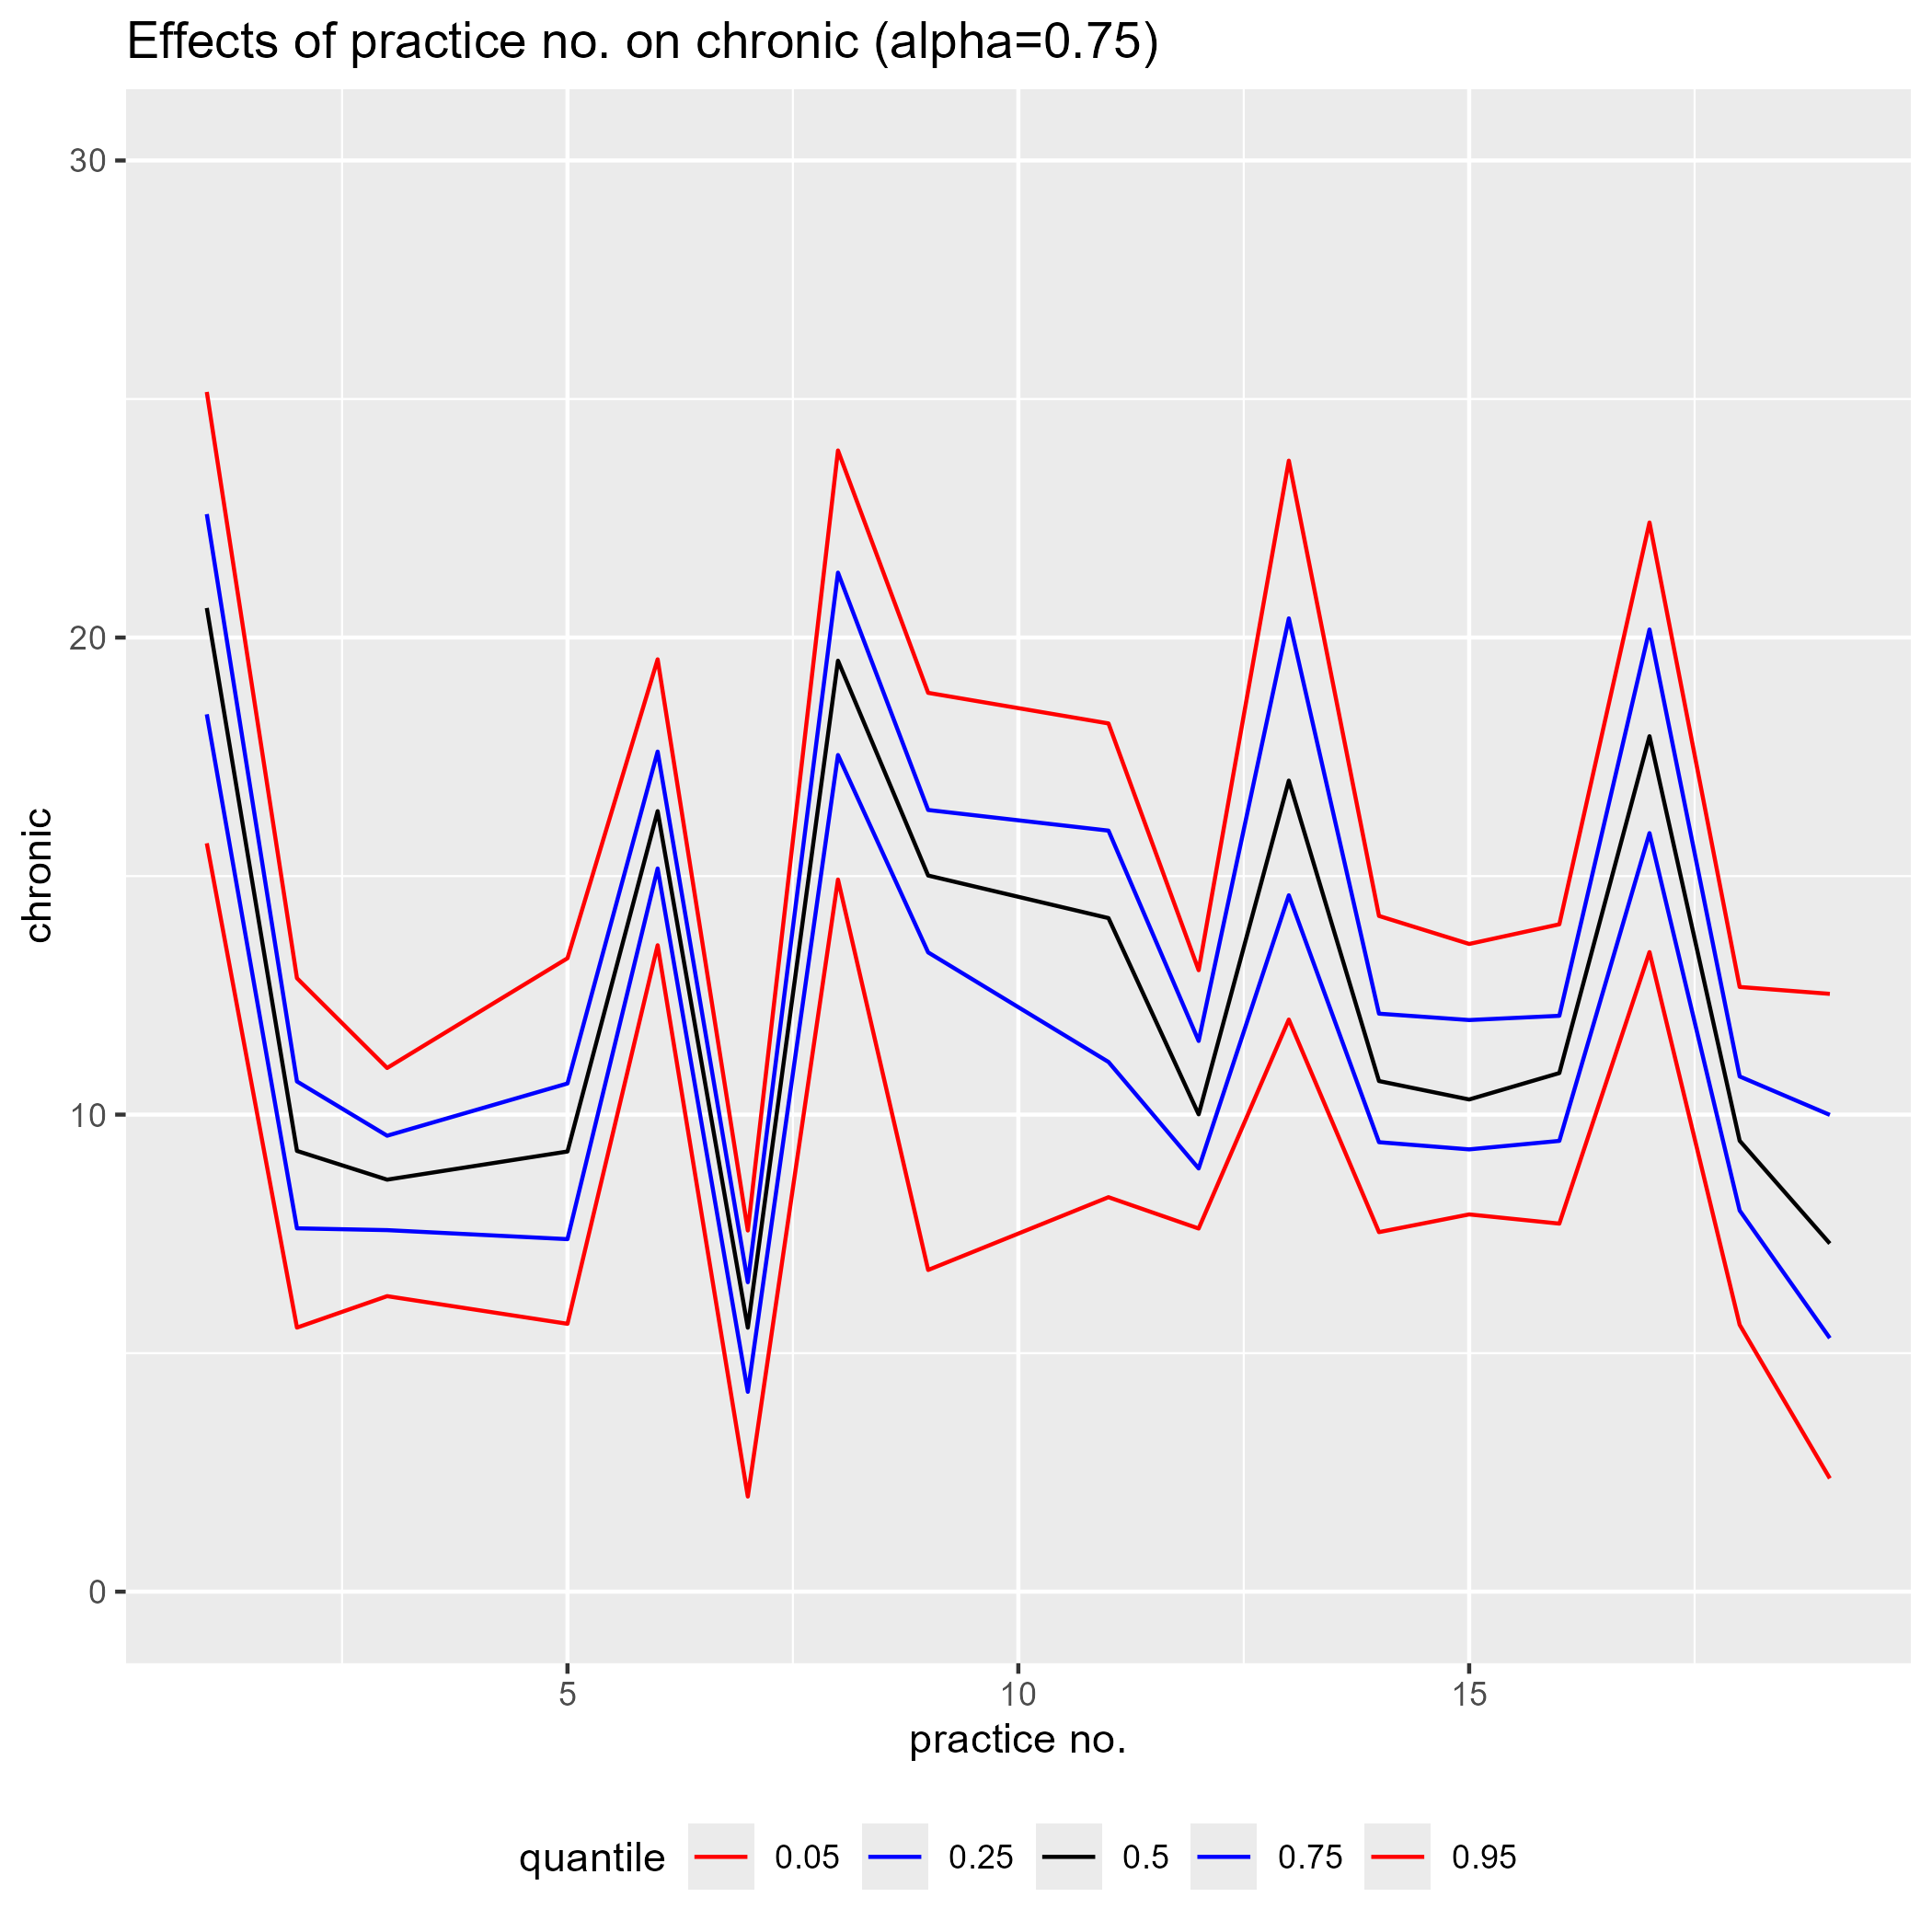 Effects of practice no. on chronic (alpha=0.75)
30
20
10
0
chronic
5 10 15
practice no.
quantile 0.05 0.25 0.5 0.75 0.95